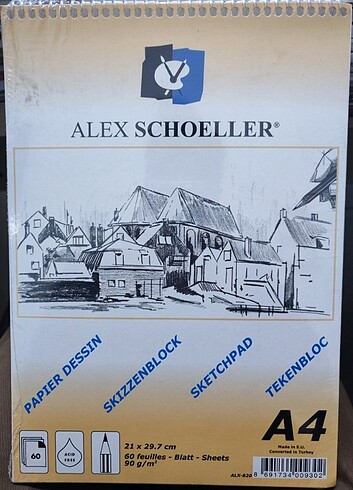 ALEX SCHOELLER®
PAPIER DESSIN
SKIZZENBLOCK
SKETCHPAD
TEKENBLOC
60
ACID
FREE
21 x 29.7 cm
60 feuilles - Blatt - Sheets
90 g/m²
A4
Made in E.U.
Converted in Turkey
ALX-820
8 691734 009302